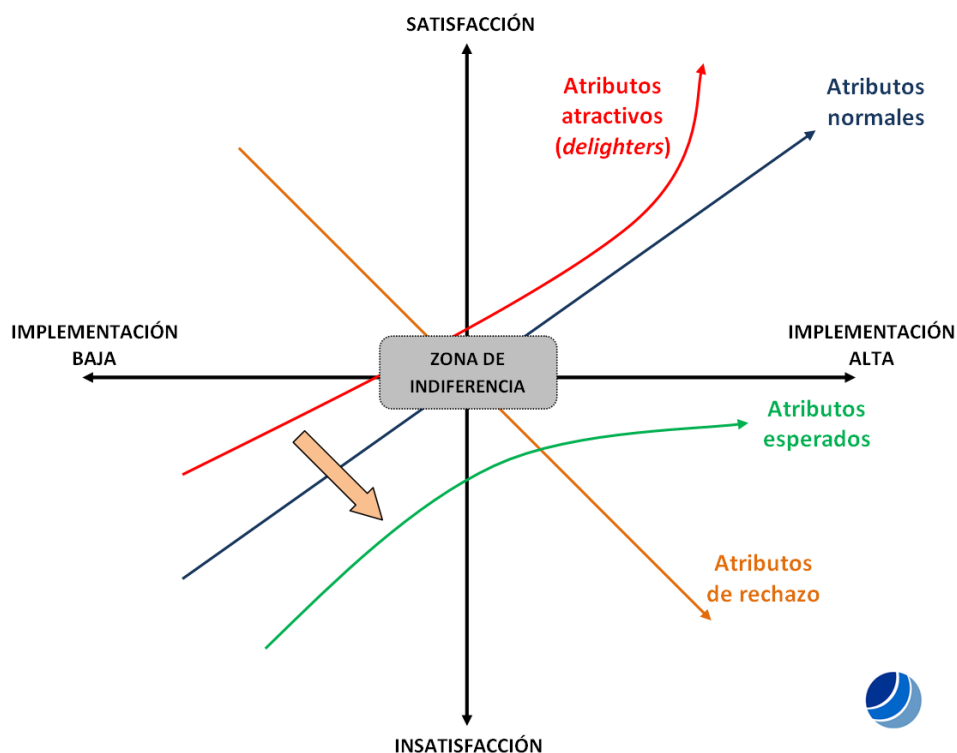 SATISFACCIÓN
Atributos
atractivos
(delighters)
Atributos
normales
IMPLEMENTACIÓN
BAJA
ZONA DE
INDIFERENCIA
IMPLEMENTACIÓN
ALTA
Atributos
esperados
Atributos
de rechazo
INSATISFACCIÓN